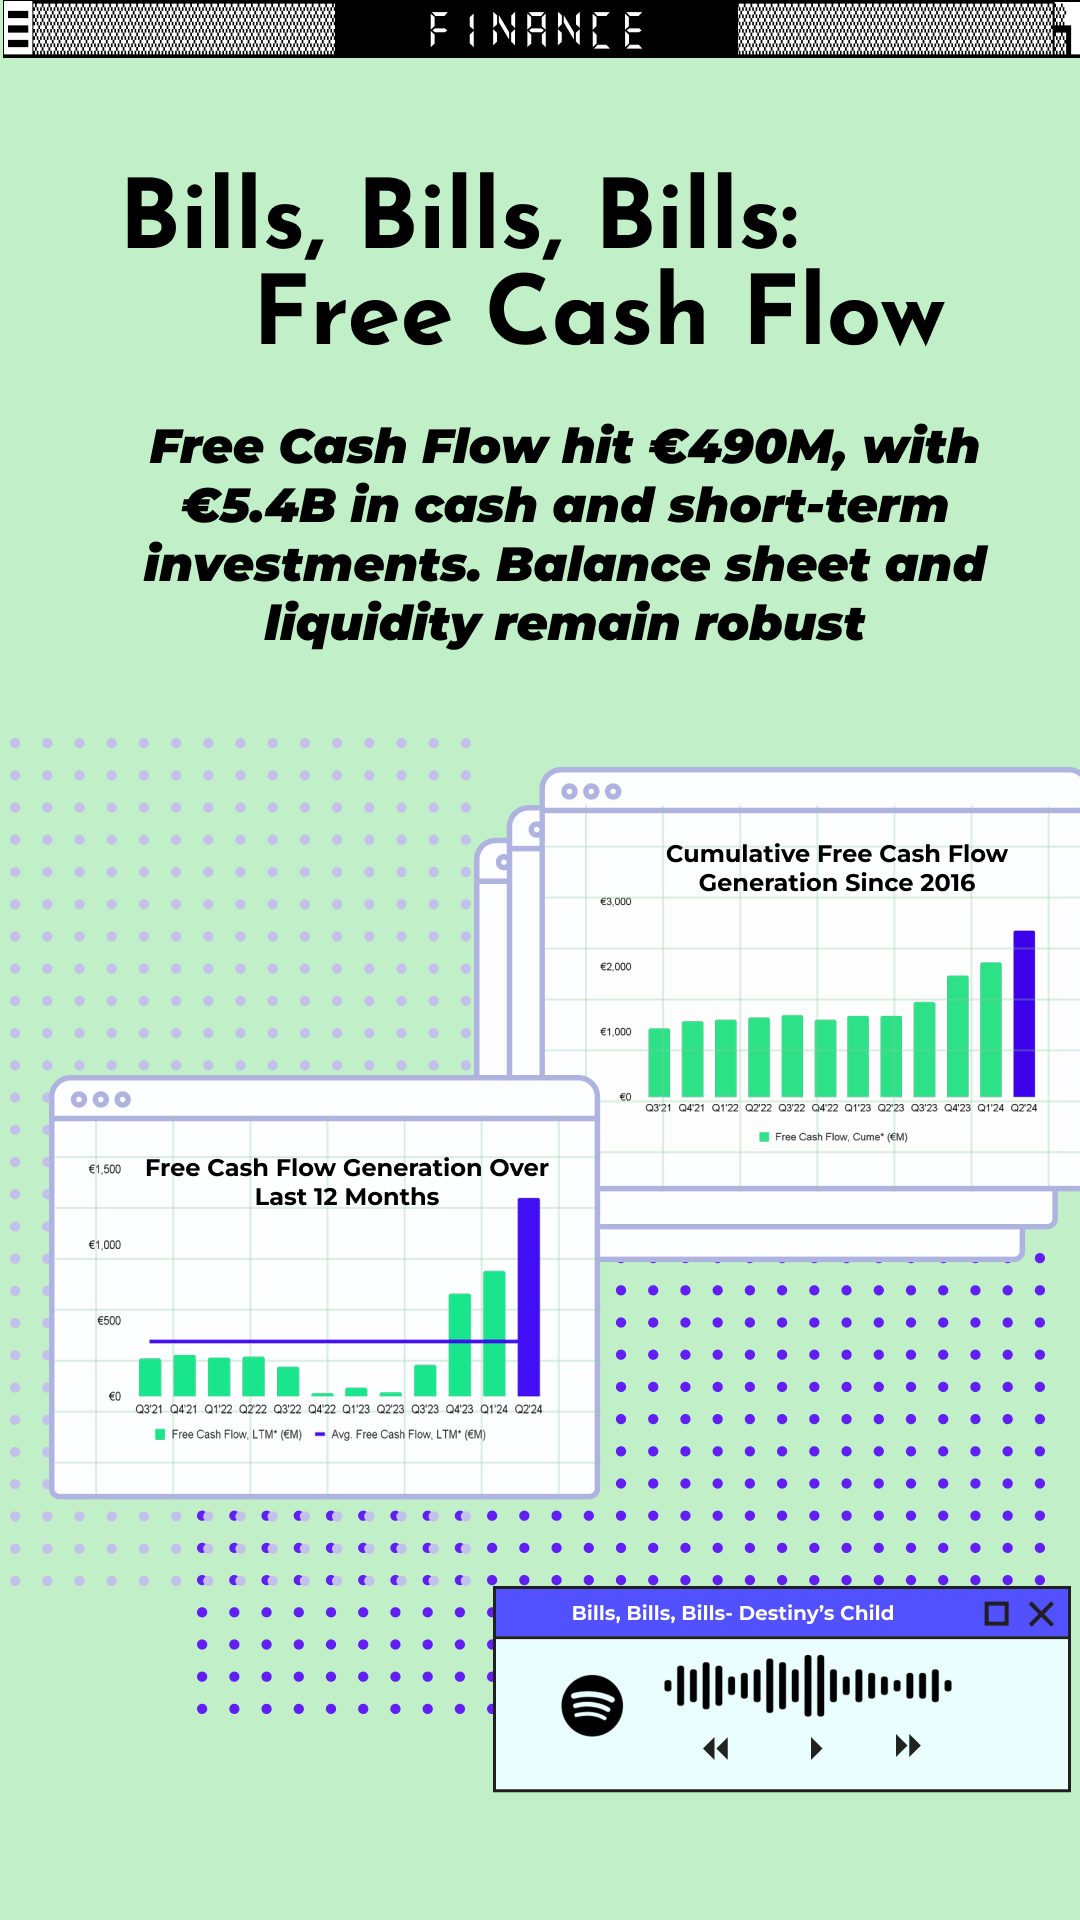 FINANCE
Bills, Bills, Bills:
Free Cash Flow
Free Cash Flow hit €490M, with
€5.4B in cash and short-term
investments. Balance sheet and
liquidity remain robust
Cumulative Free Cash Flow
Generation Since 2016
€3,000
€2,000
€1,000
€0
Q3'21 Q4'21 Q1'22 Q2'22 Q3'22 Q4'22 Q1'23 Q2'23 Q3'23 Q4'23 Q1'24 Q2'24
Free Cash Flow, Cume* (€M)
Free Cash Flow Generation Over
Last 12 Months
€1,500
€1,000
€500
€0
Q3'21 Q4'21 Q1'22 Q2'22 Q3'22 Q4'22 Q1'23 Q2'23 Q3'23 Q4'23 Q1'24 Q2'24
Free Cash Flow, LTM* (€M) Avg. Free Cash Flow, LTM* (€M)
Bills, Bills, Bills- Destiny’s Child